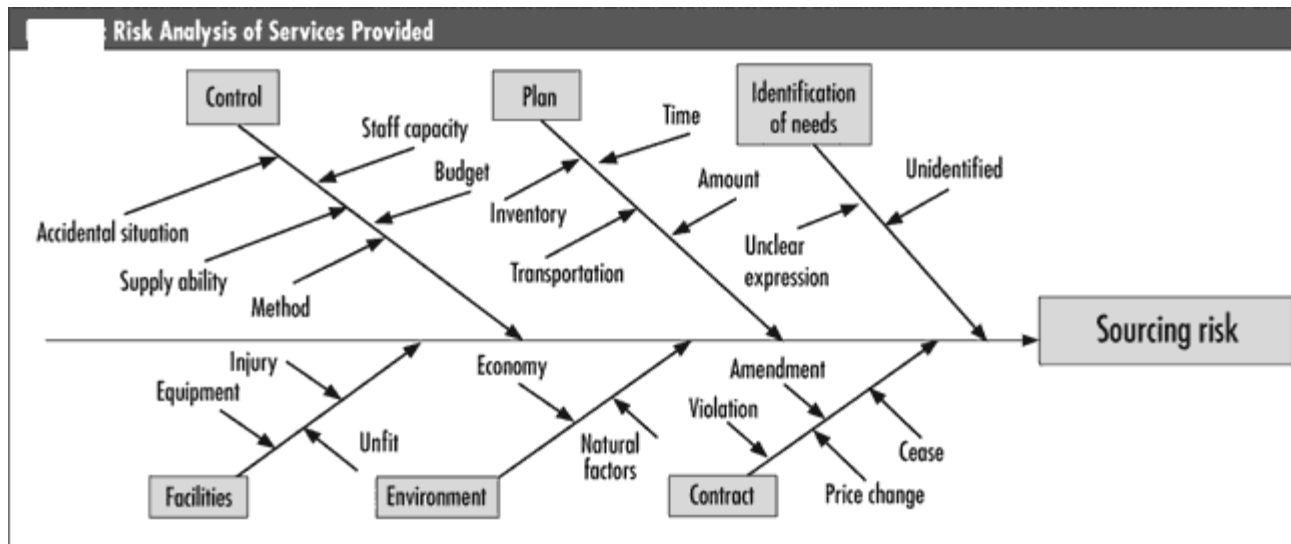 Risk Analysis of Services Provided
Control
Plan
Identification
of needs
Time
Staff capacity
Budget
Unidentified
Amount
Inventory
Accidental situation
Unclear
expression
Supply ability
Transportation
Method
Sourcing risk
Injury
Economy
Amendment
Equipment
Violation
Unfit
Natural
factors
Cease
Facilities
Environment
Contract
Price change